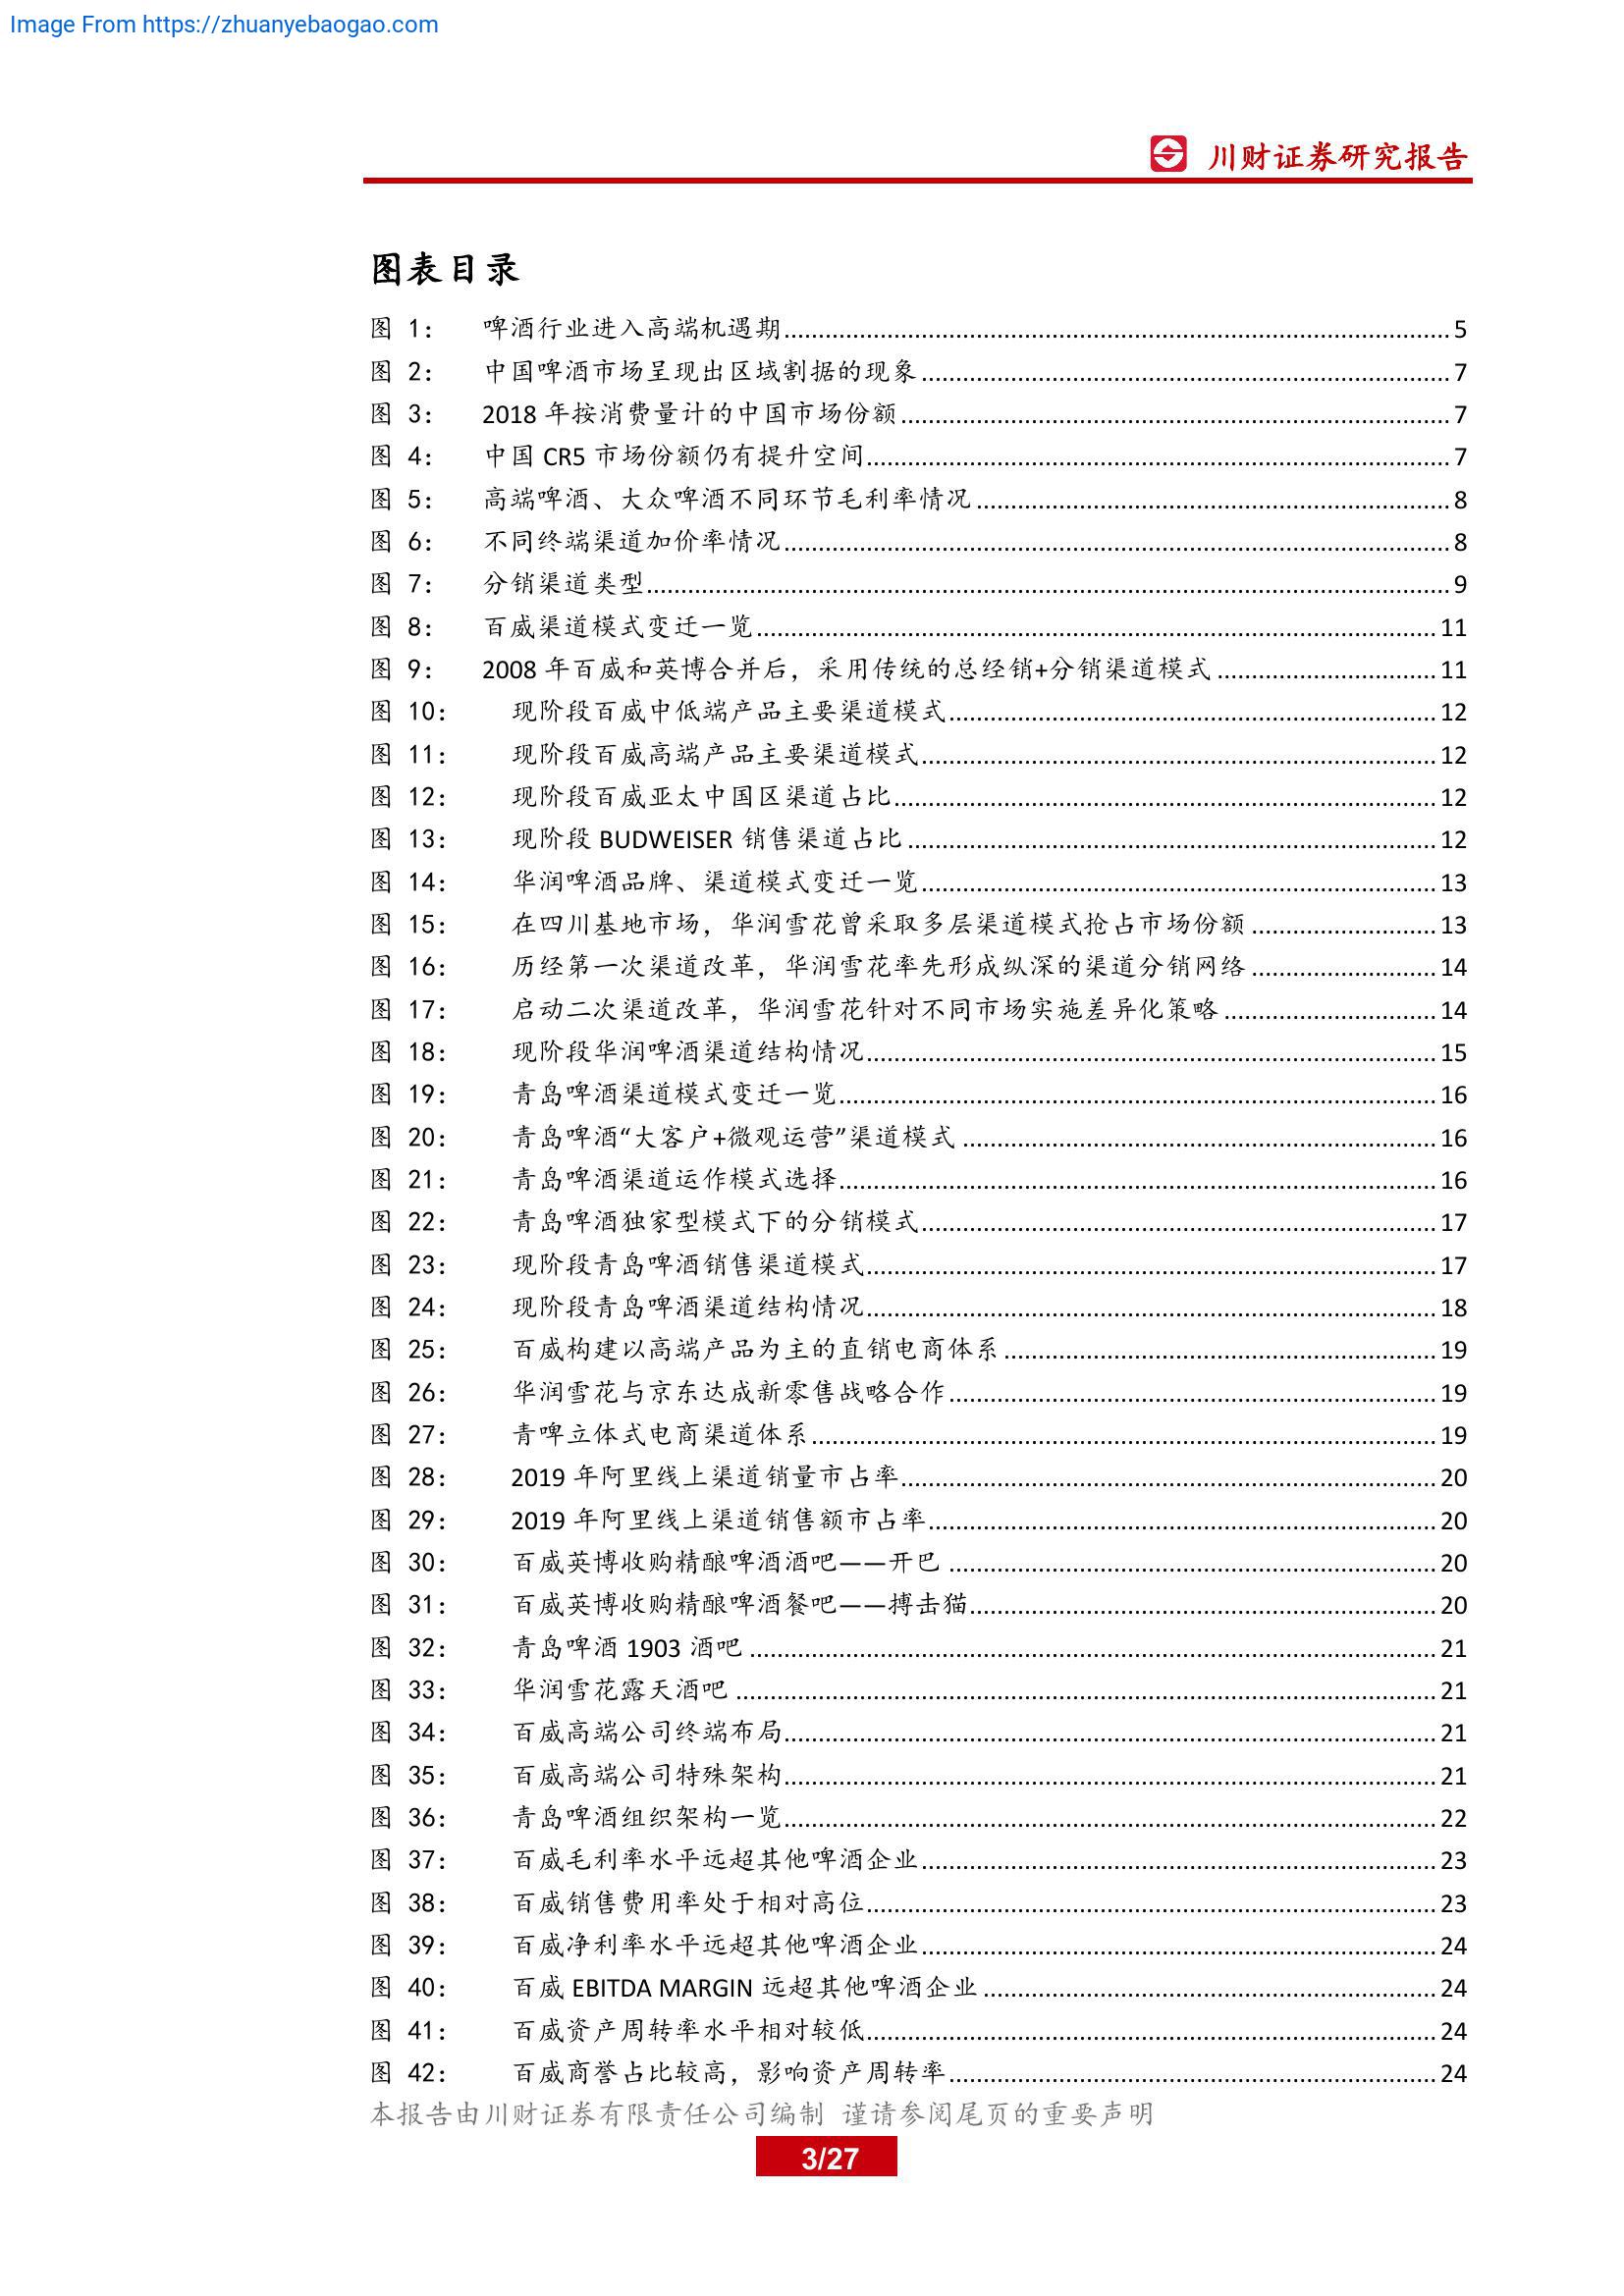 Image From https://zhuanyebaogao.com
川财证券研究报告
图表目录
图 1： 啤酒行业进入高端机遇期 5
图 2： 中国啤酒市场呈现出区域割据的现象 7
图 3： 2018 年按消费量计的中国市场份额 7
图 4： 中国 CR5 市场份额仍有提升空间 7
图 5： 高端啤酒、大众啤酒不同环节毛利率情况 8
图 6： 不同终端渠道加价率情况 8
图 7： 分销渠道类型 9
图 8： 百威渠道模式变迁一览 11
图 9： 2008 年百威和英博合并后，采用传统的总经销+分销渠道模式 11
图 10： 现阶段百威中低端产品主要渠道模式 12
图 11： 现阶段百威高端产品主要渠道模式 12
图 12： 现阶段百威亚太中国区渠道占比 12
图 13： 现阶段 BUDWEISER 销售渠道占比 12
图 14： 华润啤酒品牌、渠道模式变迁一览 13
图 15： 在四川基地市场，华润雪花曾采取多层渠道模式抢占市场份额 13
图 16： 历经第一次渠道改革，华润雪花率先形成纵深的渠道分销网络 14
图 17： 启动二次渠道改革，华润雪花针对不同市场实施差异化策略 14
图 18： 现阶段华润啤酒渠道结构情况 15
图 19： 青岛啤酒渠道模式变迁一览 16
图 20： 青岛啤酒“大客户+微观运营”渠道模式 16
图 21： 青岛啤酒渠道运作模式选择 16
图 22： 青岛啤酒独家型模式下的分销模式 17
图 23： 现阶段青岛啤酒销售渠道模式 17
图 24： 现阶段青岛啤酒渠道结构情况 18
图 25： 百威构建以高端产品为主的直销电商体系 19
图 26： 华润雪花与京东达成新零售战略合作 19
图 27： 青啤立体式电商渠道体系 19
图 28： 2019 年阿里线上渠道销量市占率 20
图 29： 2019 年阿里线上渠道销售额市占率 20
图 30： 百威英博收购精酿啤酒酒吧——开巴 20
图 31： 百威英博收购精酿啤酒餐吧——搏击猫 20
图 32： 青岛啤酒 1903 酒吧 21
图 33： 华润雪花露天酒吧 21
图 34： 百威高端公司终端布局 21
图 35： 百威高端公司特殊架构 21
图 36： 青岛啤酒组织架构一览 22
图 37： 百威毛利率水平远超其他啤酒企业 23
图 38： 百威销售费用率处于相对高位 23
图 39： 百威净利率水平远超其他啤酒企业 24
图 40： 百威 EBITDA MARGIN 远超其他啤酒企业 24
图 41： 百威资产周转率水平相对较低 24
图 42： 百威商誉占比较高，影响资产周转率 24
本报告由川财证券有限责任公司编制 谨请参阅尾页的重要声明
3/27